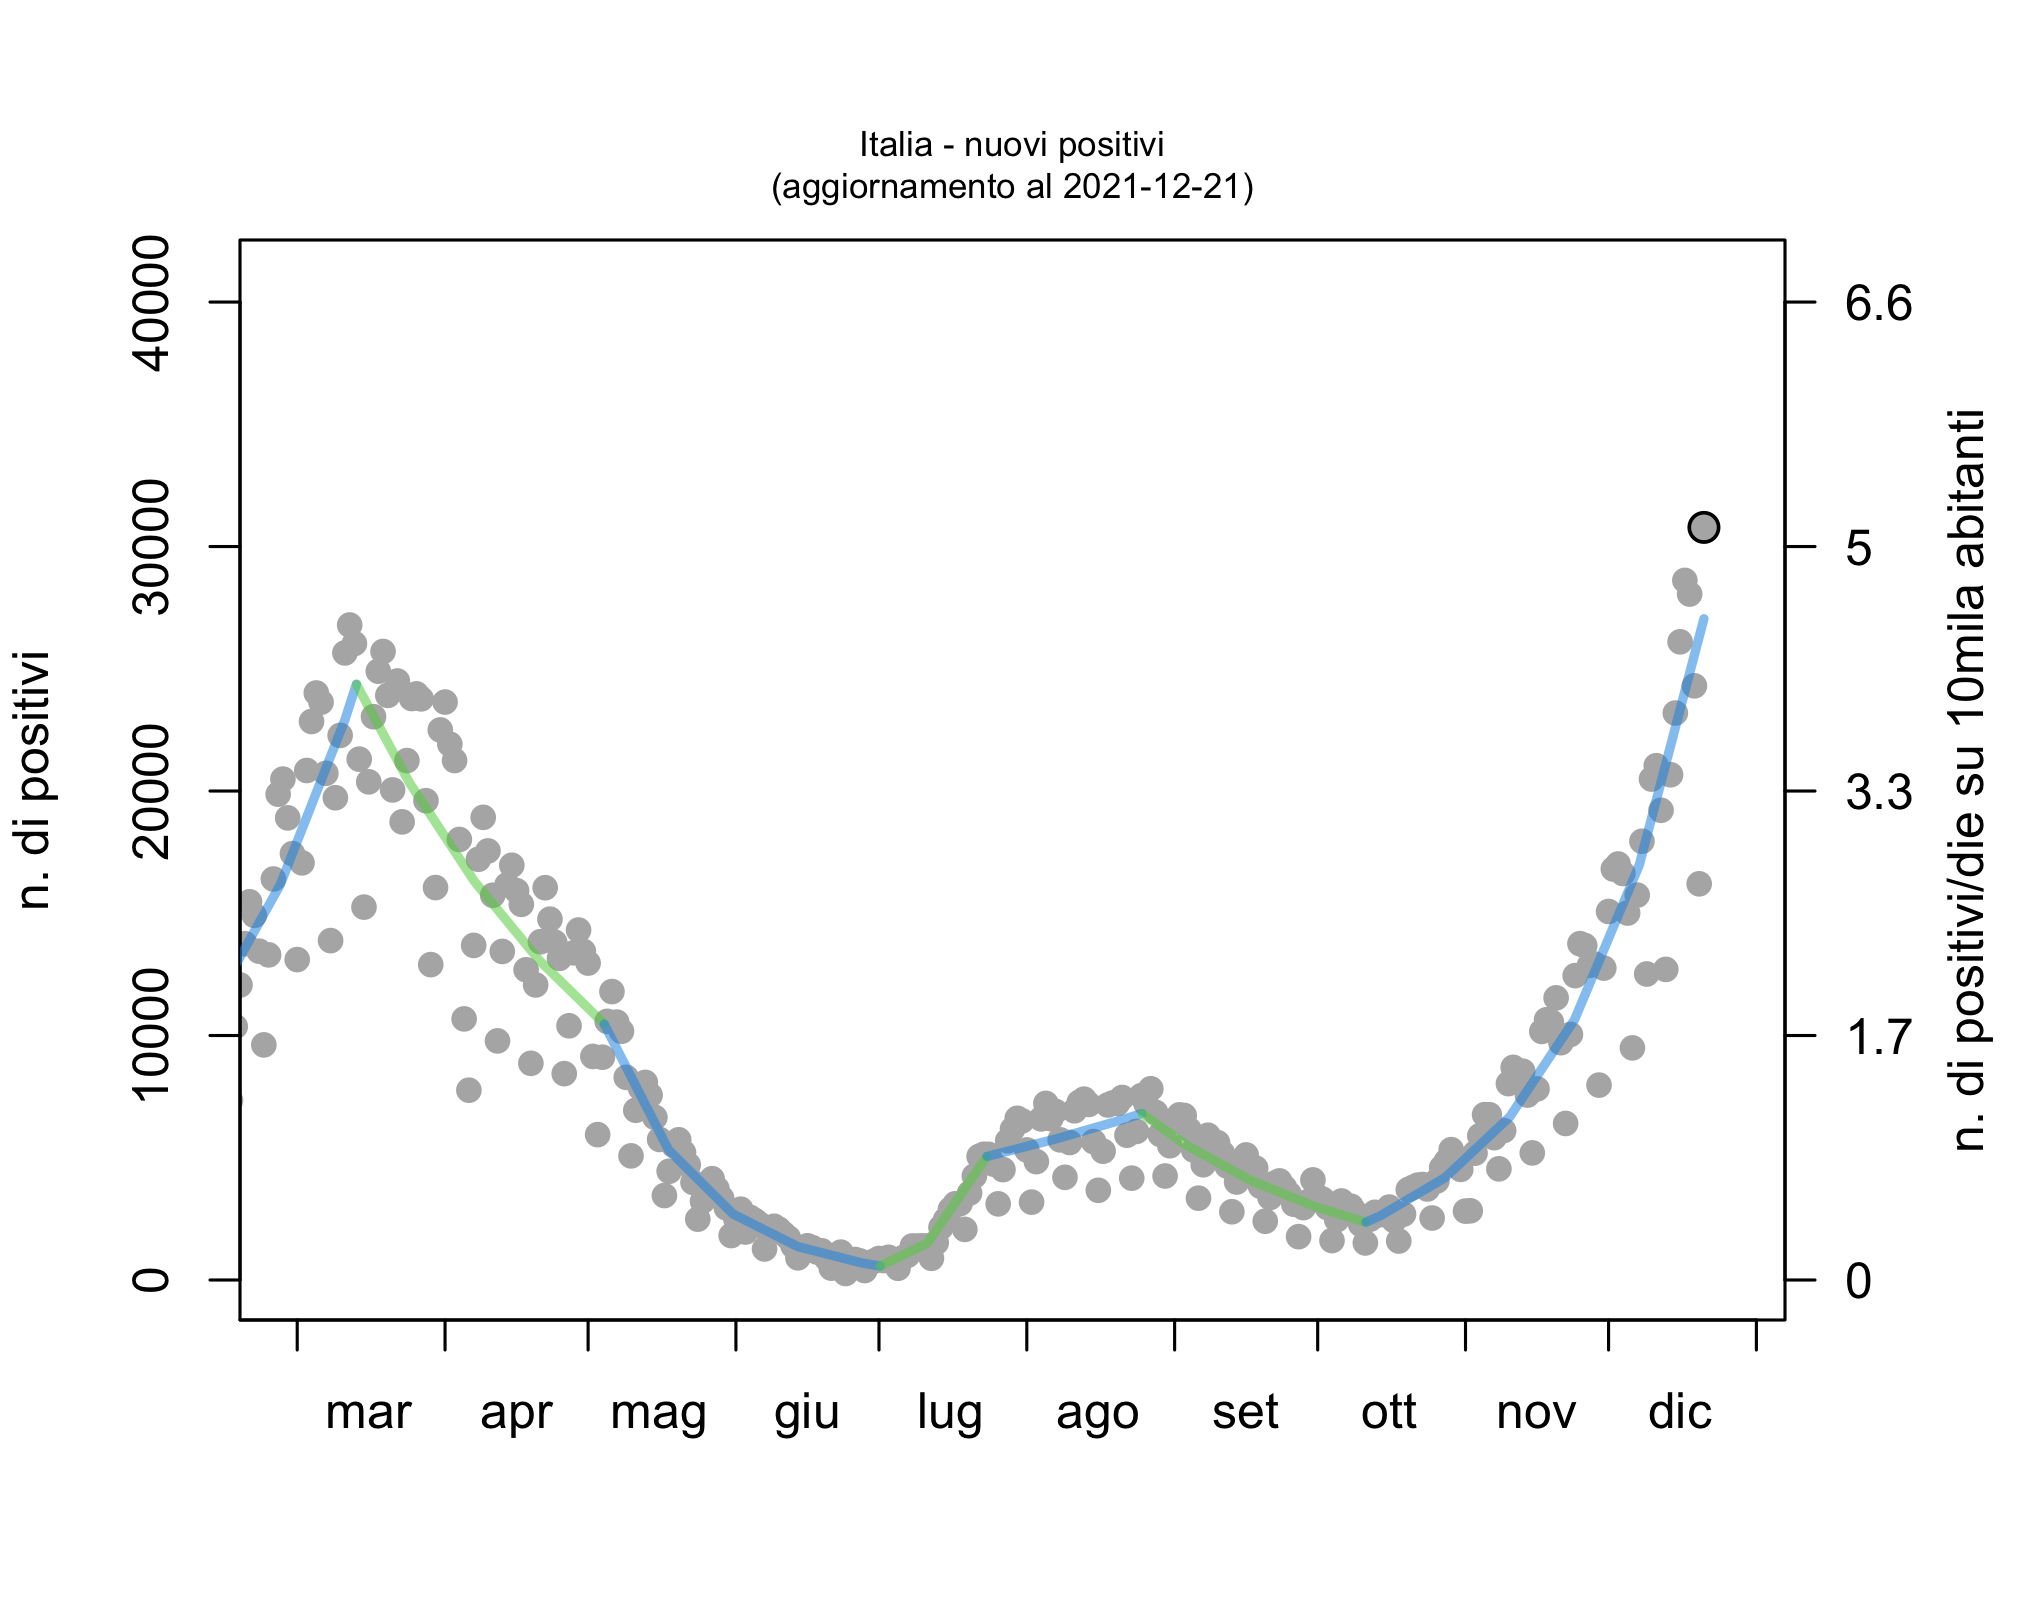 Italia - nuovi positivi
(aggiornamento al 2021-12-21)
n. di positivi
40000
30000
20000
10000
0
6.6
5
3.3
1.7
0
n. di positivi/die su 10mila abitanti
mar apr mag giu lug ago set ott nov dic